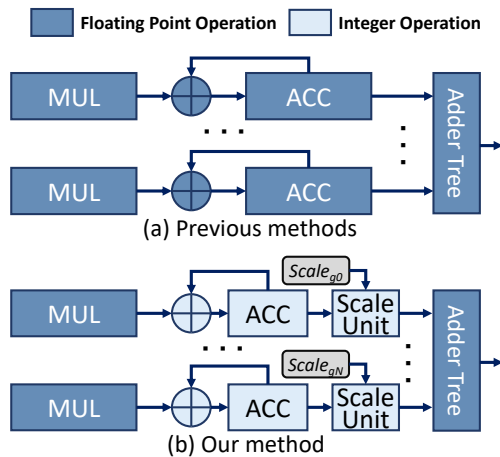 Floating Point Operation
Integer Operation
MUL
ACC
Adder Tree
. . .
MUL
ACC
(a) Previous methods
Scale_g0
MUL
ACC
Scale
Unit
Adder Tree
. . .
Scale_gN
MUL
ACC
Scale
Unit
(b) Our method